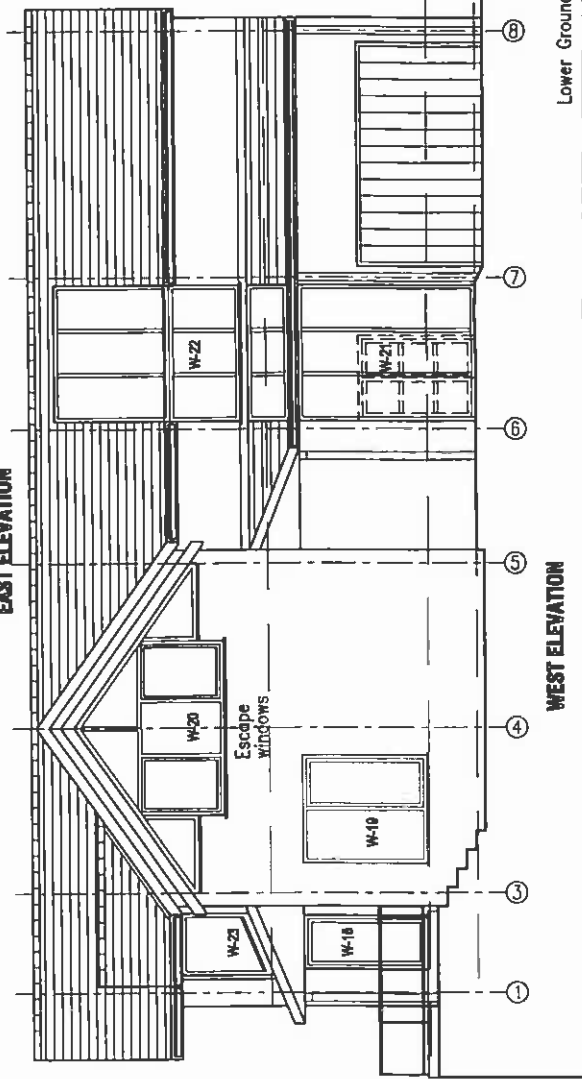 EAST ELEVATION
W-22
W-21
W-20
Escape
windows
W-19
W-23
W-18
1
3
4
5
6
7
8
WEST ELEVATION
Lower Ground